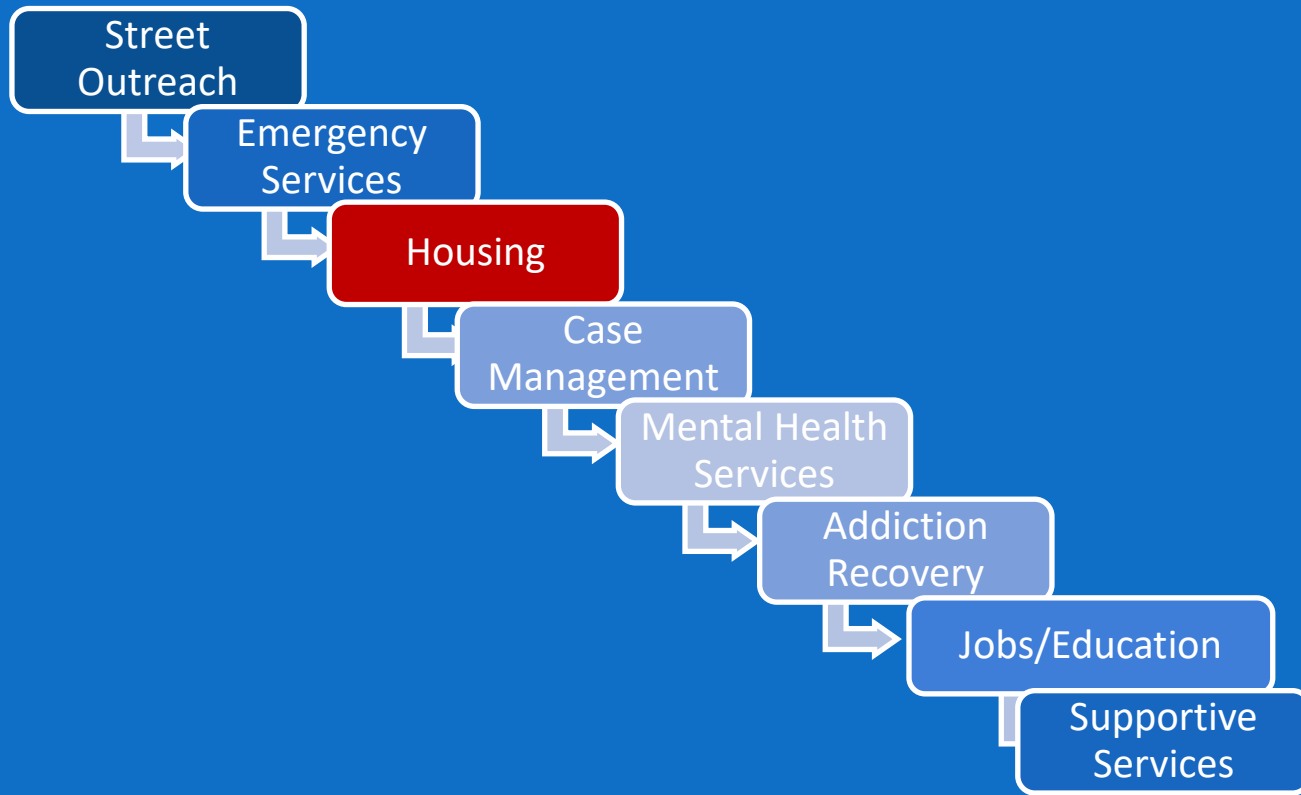 Street
Outreach
Emergency
Services
Housing
Case
Management
Mental Health
Services
Addiction
Recovery
Jobs/Education
Supportive
Services